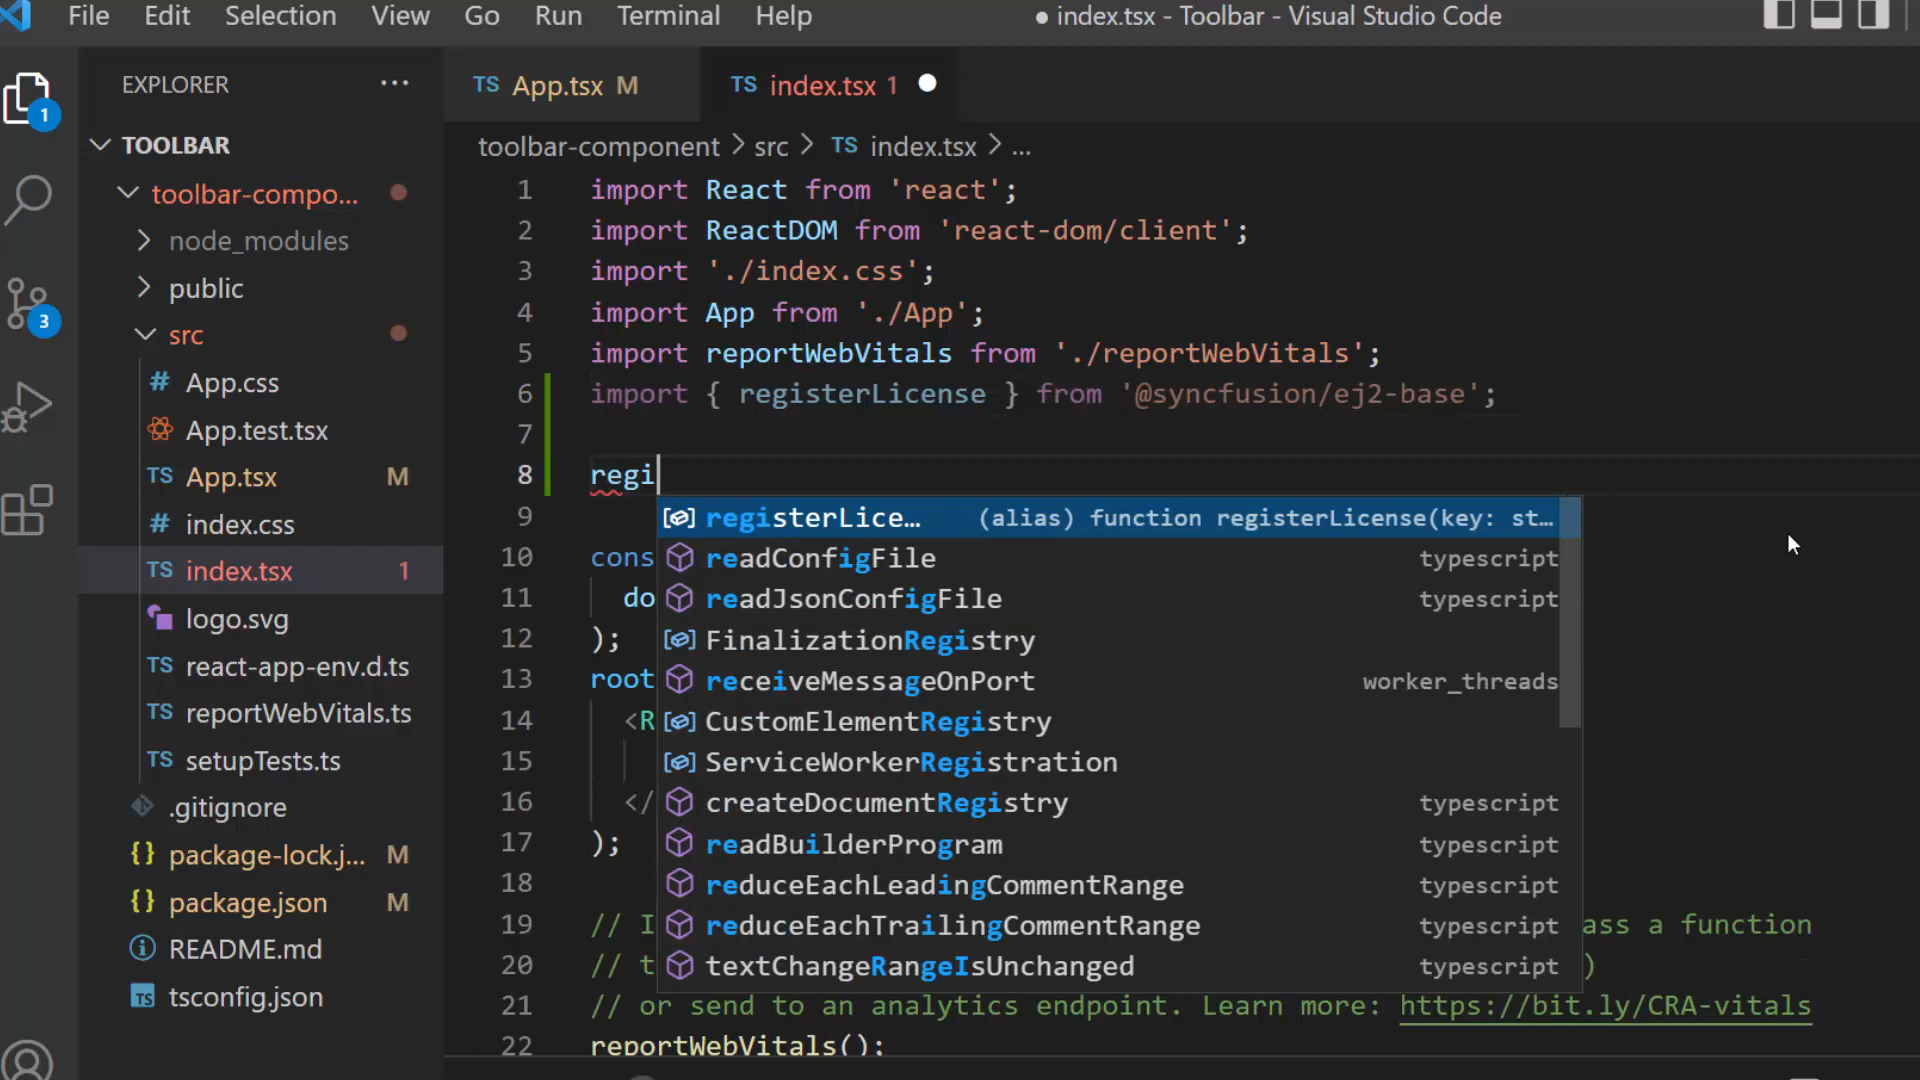 File Edit Selection View Go Run Terminal Help
● index.tsx - Toolbar - Visual Studio Code
EXPLORER ...
TS App.tsx M
TS index.tsx 1
1
TOOLBAR
toolbar-component > src > TS index.tsx > ...
toolbar-compo...
node_modules
public
src
# App.css
App.test.tsx
TS App.tsx M
# index.css
TS index.tsx 1
logo.svg
TS react-app-env.d.ts
TS reportWebVitals.ts
TS setupTests.ts
.gitignore
{} package-lock.j... M
{} package.json M
README.md
TS tsconfig.json
3
1 import React from 'react';
2 import ReactDOM from 'react-dom/client';
3 import './index.css';
4 import App from './App';
5 import reportWebVitals from './reportWebVitals';
6 import { registerLicense } from '@syncfusion/ej2-base';
7
8 regi
9
10 cons
11 do
12 );
13 root
14 <R
15
16 </
17 );
18
19 // I ass a function
20 // t )
21 // or send to an analytics endpoint. Learn more: https://bit.ly/CRA-vitals
22 reportWebVitals();
registerLice... (alias) function registerLicense(key: st...
readConfigFile typescript
readJsonConfigFile typescript
FinalizationRegistry
receiveMessageOnPort worker_threads
CustomElementRegistry
ServiceWorkerRegistration
createDocumentRegistry typescript
readBuilderProgram typescript
reduceEachLeadingCommentRange typescript
reduceEachTrailingCommentRange typescript
textChangeRangeIsUnchanged typescript